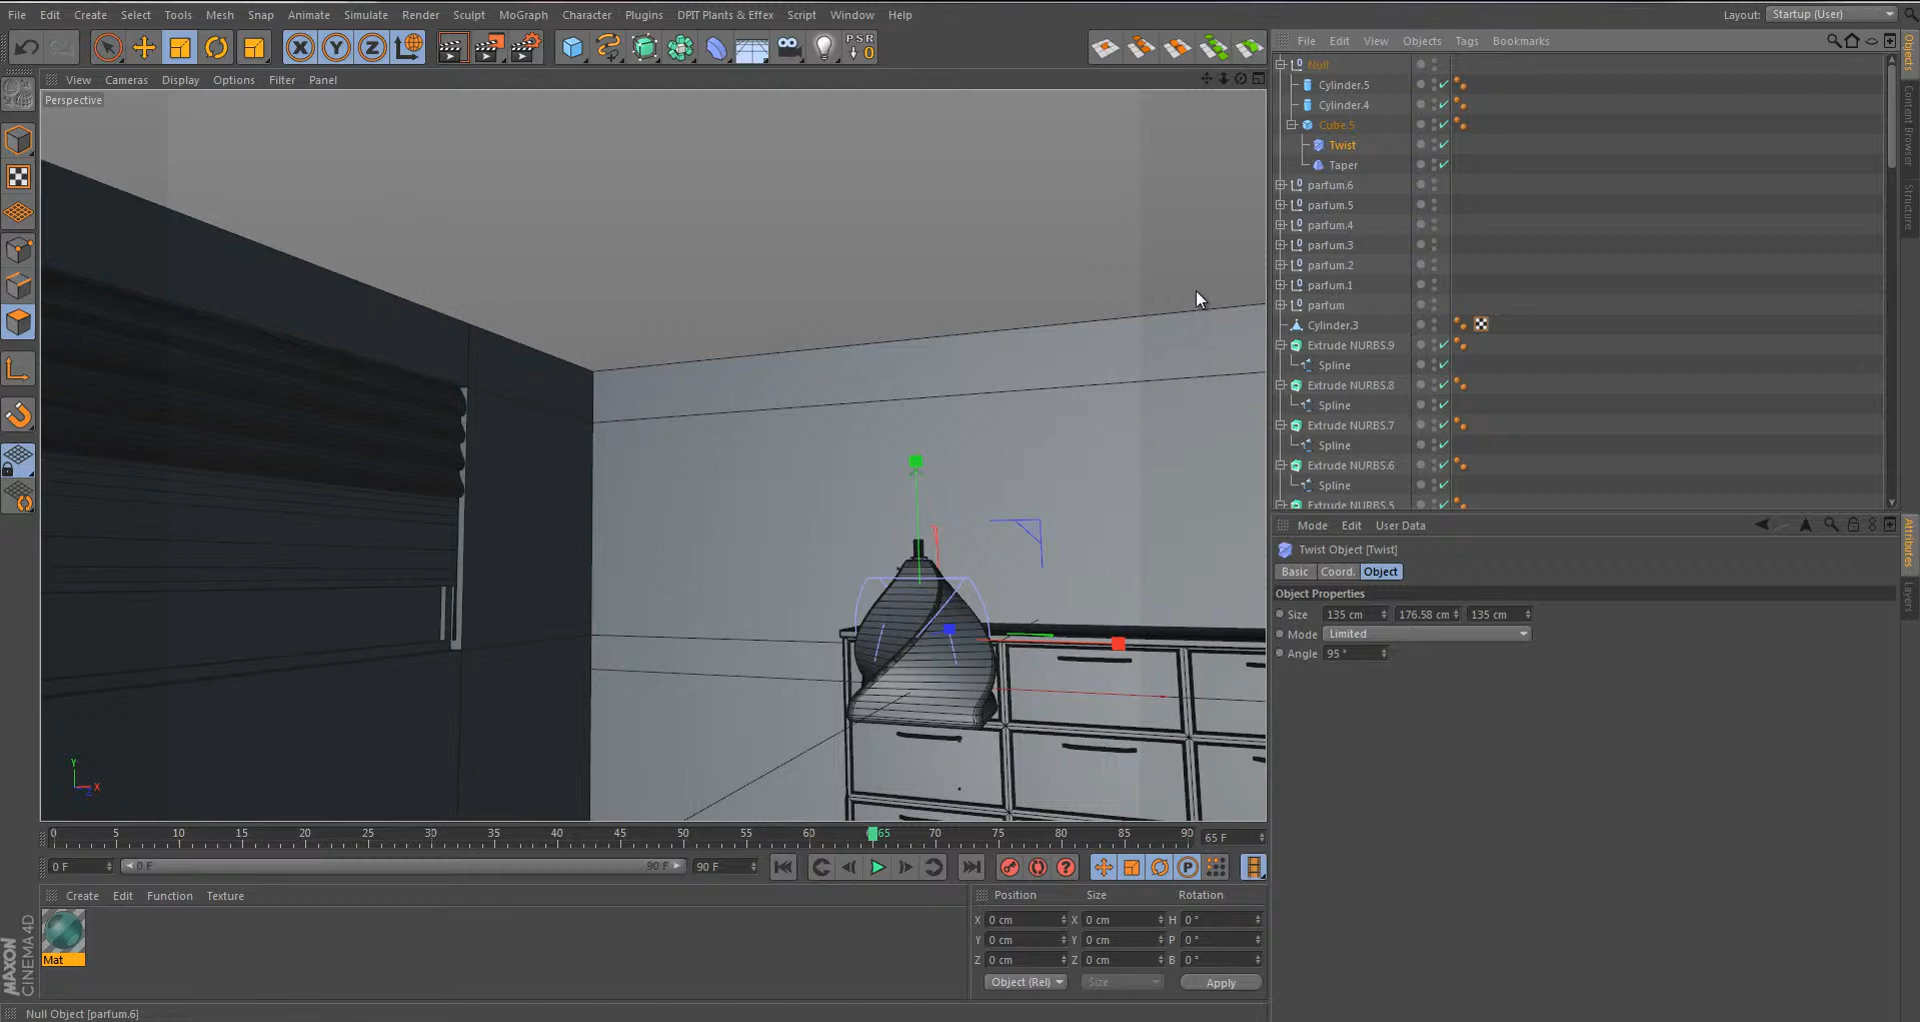 File Edit Create Select Tools Mesh Snap Animate Simulate Render Sculpt MoGraph Character Plugins DPIT Plants & Effex Script Window Help Layout: Startup (User)
X Y Z PSR 0
File Edit View Objects Tags Bookmarks
View Cameras Display Options Filter Panel
Perspective
Null
Cylinder.5
Cylinder.4
Cube.5
Twist
Taper
parfum.6
parfum.5
parfum.4
parfum.3
parfum.2
parfum.1
parfum
Cylinder.3
Extrude NURBS.9
Spline
Extrude NURBS.8
Spline
Extrude NURBS.7
Spline
Extrude NURBS.6
Spline
Extrude NURBS.5
Objects
Content Browser
Structure
Mode Edit User Data
Twist Object [Twist]
Basic Coord. Object
Object Properties
Size 135 cm 176.58 cm 135 cm
Mode Limited
Angle 95 °
Attributes
Layers
Y
X
Z
0 5 10 15 20 25 30 35 40 45 50 55 60 65 70 75 80 85 90 65 F
0 F 0 F 90 F 90 F
Create Edit Function Texture
Mat
Position Size Rotation
X 0 cm X 0 cm H 0 °
Y 0 cm Y 0 cm P 0 °
Z 0 cm Z 0 cm B 0 °
Object (Rel) Size Apply
MAXON
CINEMA 4D
Null Object [parfum.6]